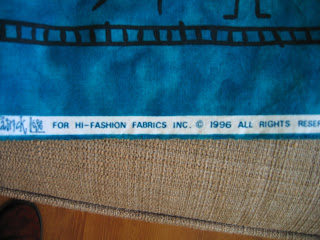 FOR HI-FASHION FABRICS INC. © 1996 ALL RIGHTS RESER